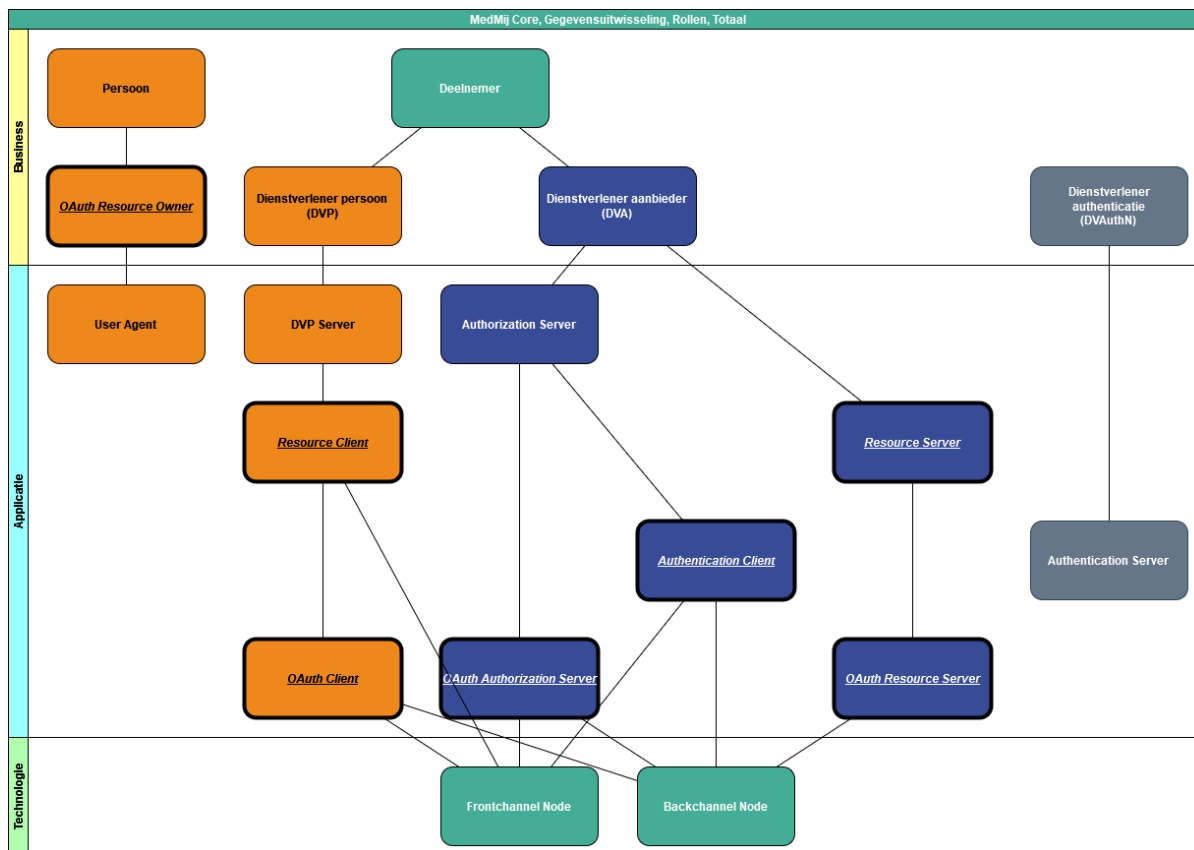 MedMij Core, Gegevensuitwisseling, Rollen, Totaal
Business
Persoon
Deelnemer
OAuth Resource Owner
Dienstverlener persoon
(DVP)
Dienstverlener aanbieder
(DVA)
Dienstverlener
authenticatie
(DVAuthN)
Applicatie
User Agent
DVP Server
Authorization Server
Resource Client
Resource Server
Authentication Client
Authentication Server
OAuth Client
OAuth Authorization Server
OAuth Resource Server
Technologie
Frontchannel Node
Backchannel Node